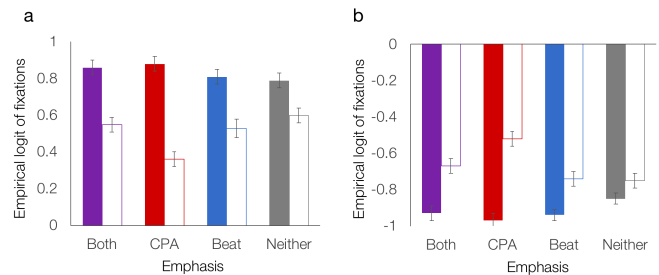 a
Empirical logit of fixations
1
0.8
0.6
0.4
0.2
0
Both CPA Beat Neither
Emphasis
b
Empirical logit of fixations
0
-0.2
-0.4
-0.6
-0.8
-1
Both CPA Beat Neither
Emphasis